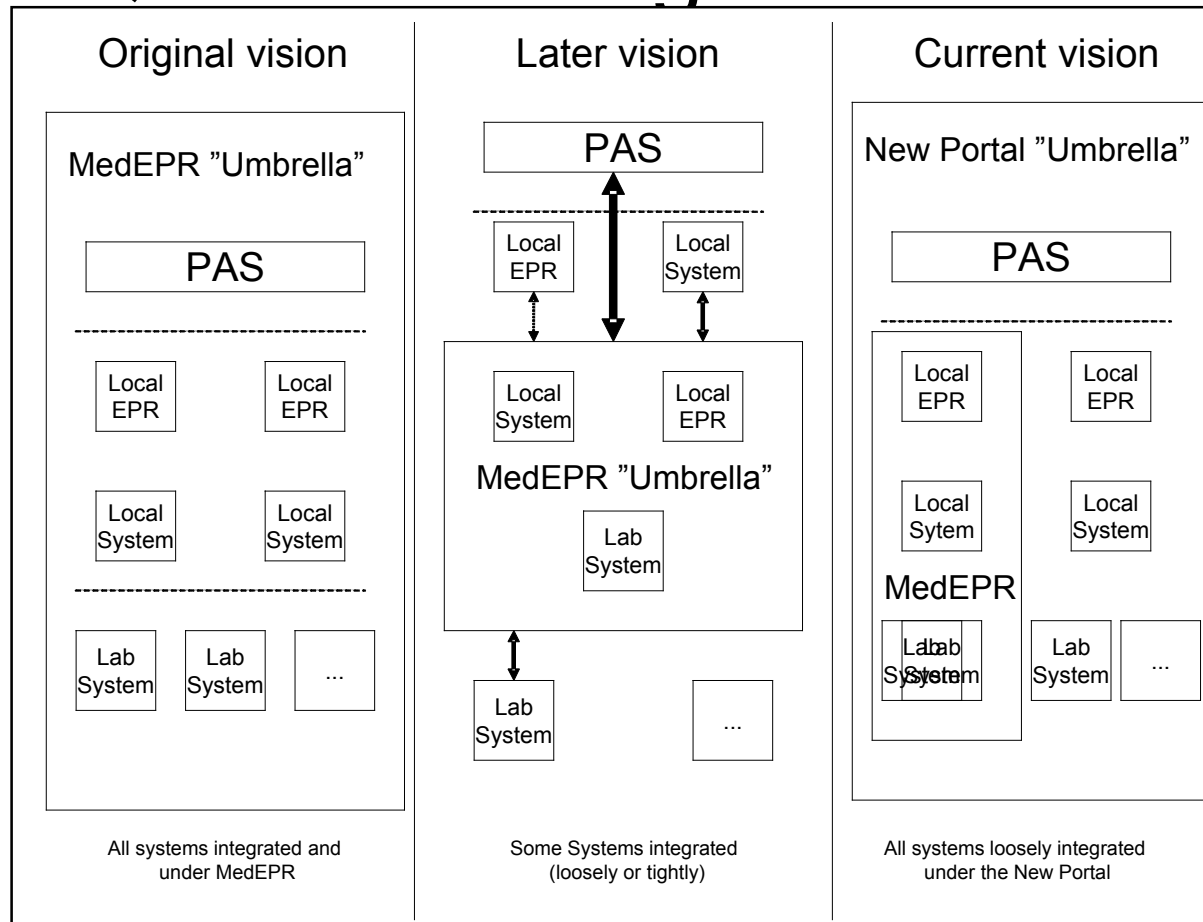 Original vision
MedEPR "Umbrella”
PAS
Local
EPR
Local
EPR
Local
System
Local
System
Lab
System
Lab
System
...
All systems integrated and
under MedEPR
Later vision
PAS
Local
EPR
Local
System
Local
System
Local
EPR
MedEPR ”Umbrella”
Lab
System
Lab
System
...
Some Systems integrated
(loosely or tightly)
Current vision
New Portal ”Umbrella”
PAS
Local
EPR
Local
EPR
Local
Sytem
Local
System
MedEPR
Lab
System
Lab
System
Lab
System
...
All systems loosely integrated
under the New Portal